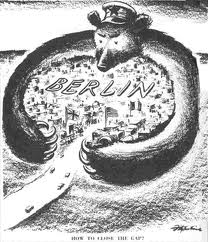 BERLIN
HOW TO CLOSE THE GAP?